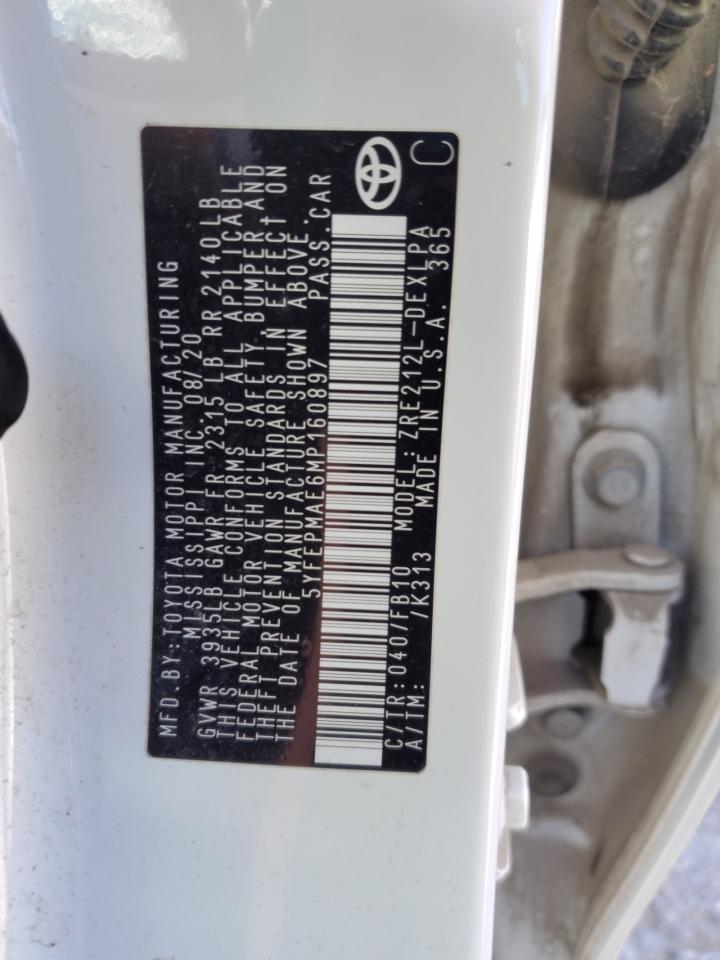 MFD.BY:TOYOTA MOTOR MANUFACTURING
MISSISSIPPI INC. 08/20
GVWR 3935LB GAWR FR 2315 LB RR 2140 LB
THIS VEHICLE CONFORMS TO ALL APPLICABLE
FEDERAL MOTOR VEHICLE SAFETY, BUMPER AND
THEFT PREVENTION STANDARDS IN EFFECT ON
THE DATE OF MANUFACTURE SHOWN ABOVE.
5YFEPMAE6MP160897 PASS.CAR
C/TR:040/FB10 MODEL:ZRE212L-DEXLPA
A/TM: /K313 MADE IN U.S.A. 365
C